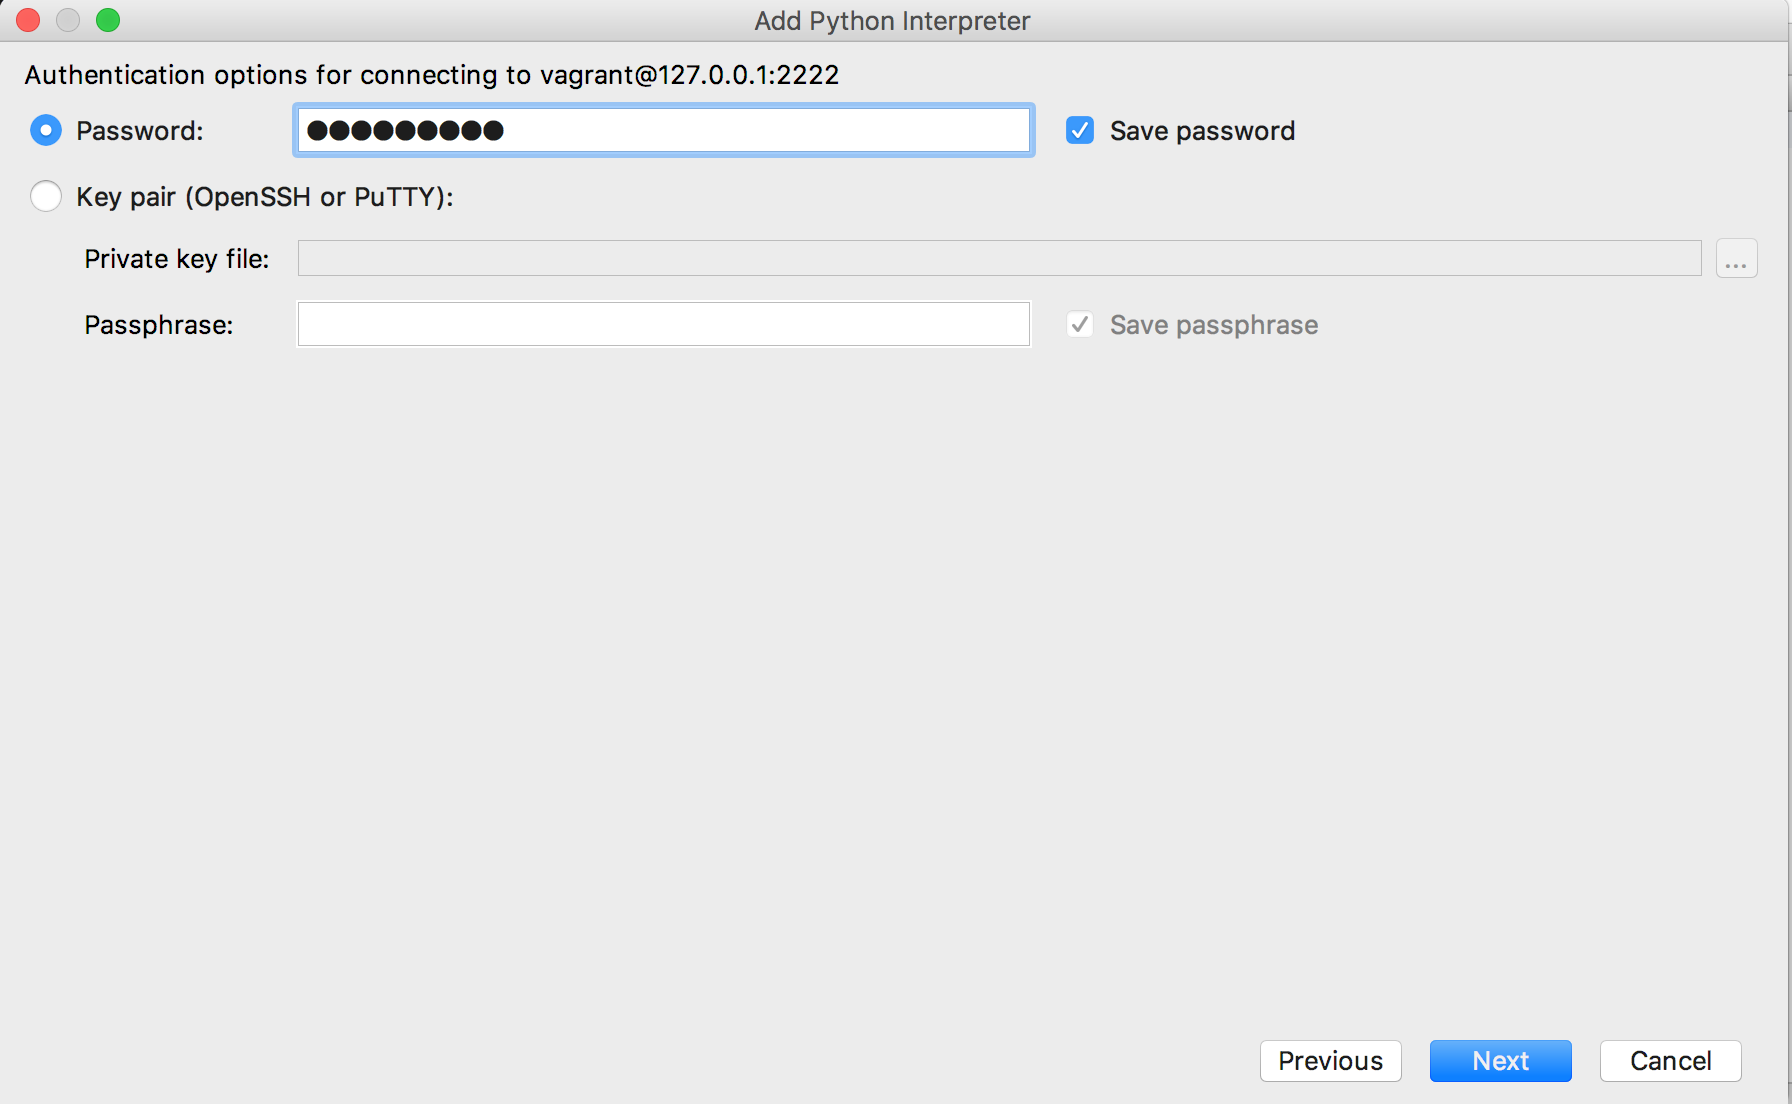 Add Python Interpreter
Authentication options for connecting to vagrant@127.0.0.1:2222
Password: ●●●●●●●●● Save password
Key pair (OpenSSH or PuTTY):
Private key file: ...
Passphrase: Save passphrase
Previous Next Cancel